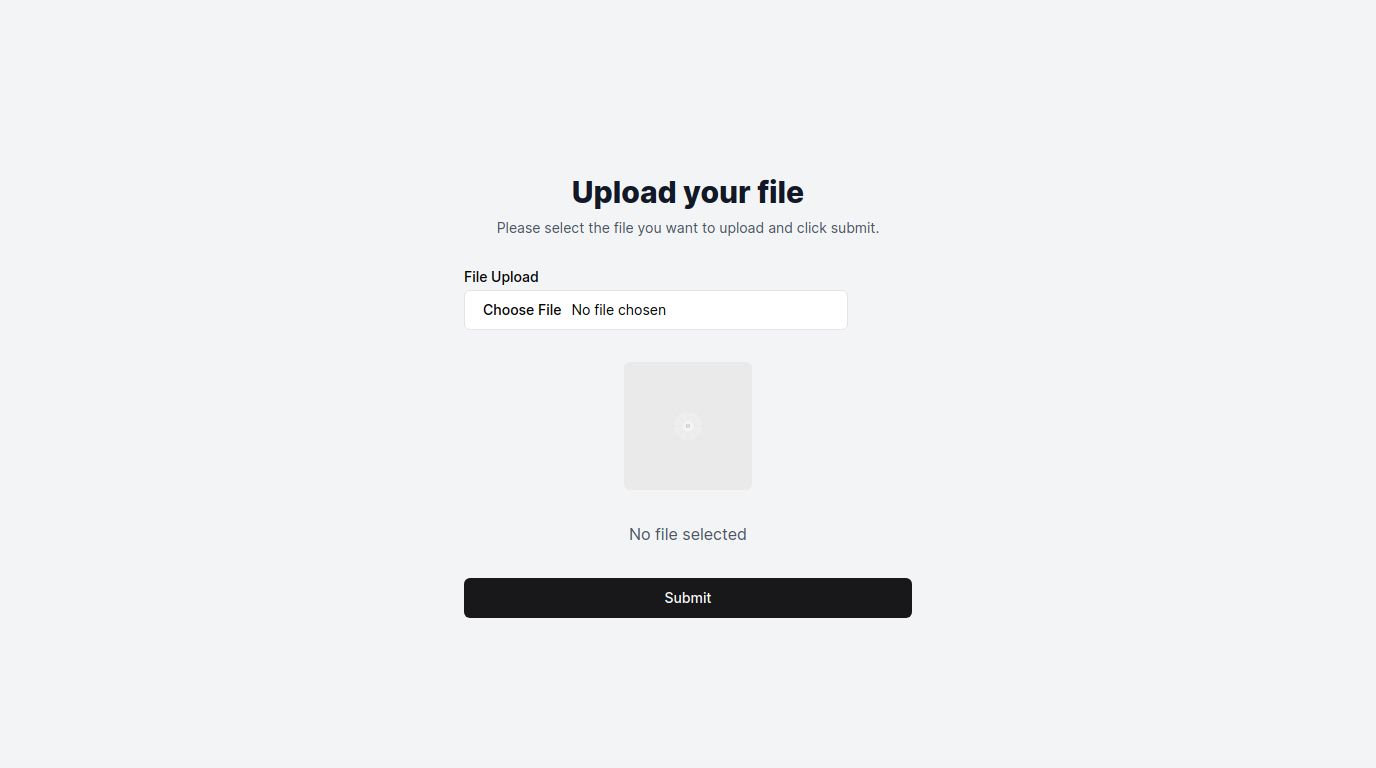 Upload your file
Please select the file you want to upload and click submit.
File Upload
Choose File No file chosen
No file selected
Submit